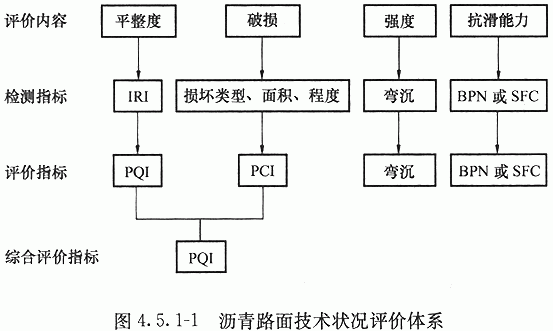 评价内容 平整度 破损 强度 抗滑能力
检测指标 IRI 损坏类型、面积、程度 弯沉 BPN 或 SFC
评价指标 PQI PCI 弯沉 BPN 或 SFC
综合评价指标 PQI
图 4.5.1-1 沥青路面技术状况评价体系